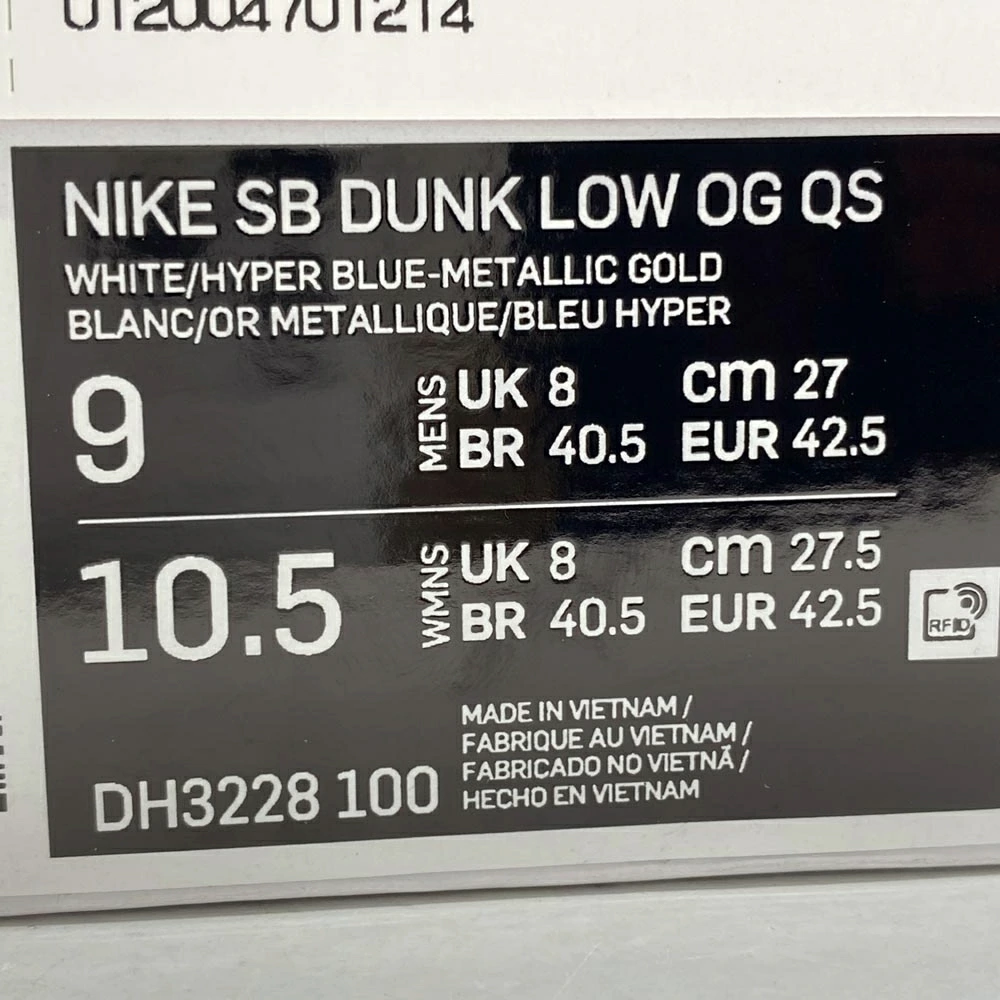 012004701214
NIKE SB DUNK LOW OG QS
WHITE/HYPER BLUE-METALLIC GOLD
BLANC/OR METALLIQUE/BLEU HYPER
9 MENS UK 8 cm 27
BR 40.5 EUR 42.5
10.5 WMNS UK 8 cm 27.5
BR 40.5 EUR 42.5
RFID
MADE IN VIETNAM /
FABRIQUE AU VIETNAM /
FABRICADO NO VIETNÃ /
HECHO EN VIETNAM
DH3228 100